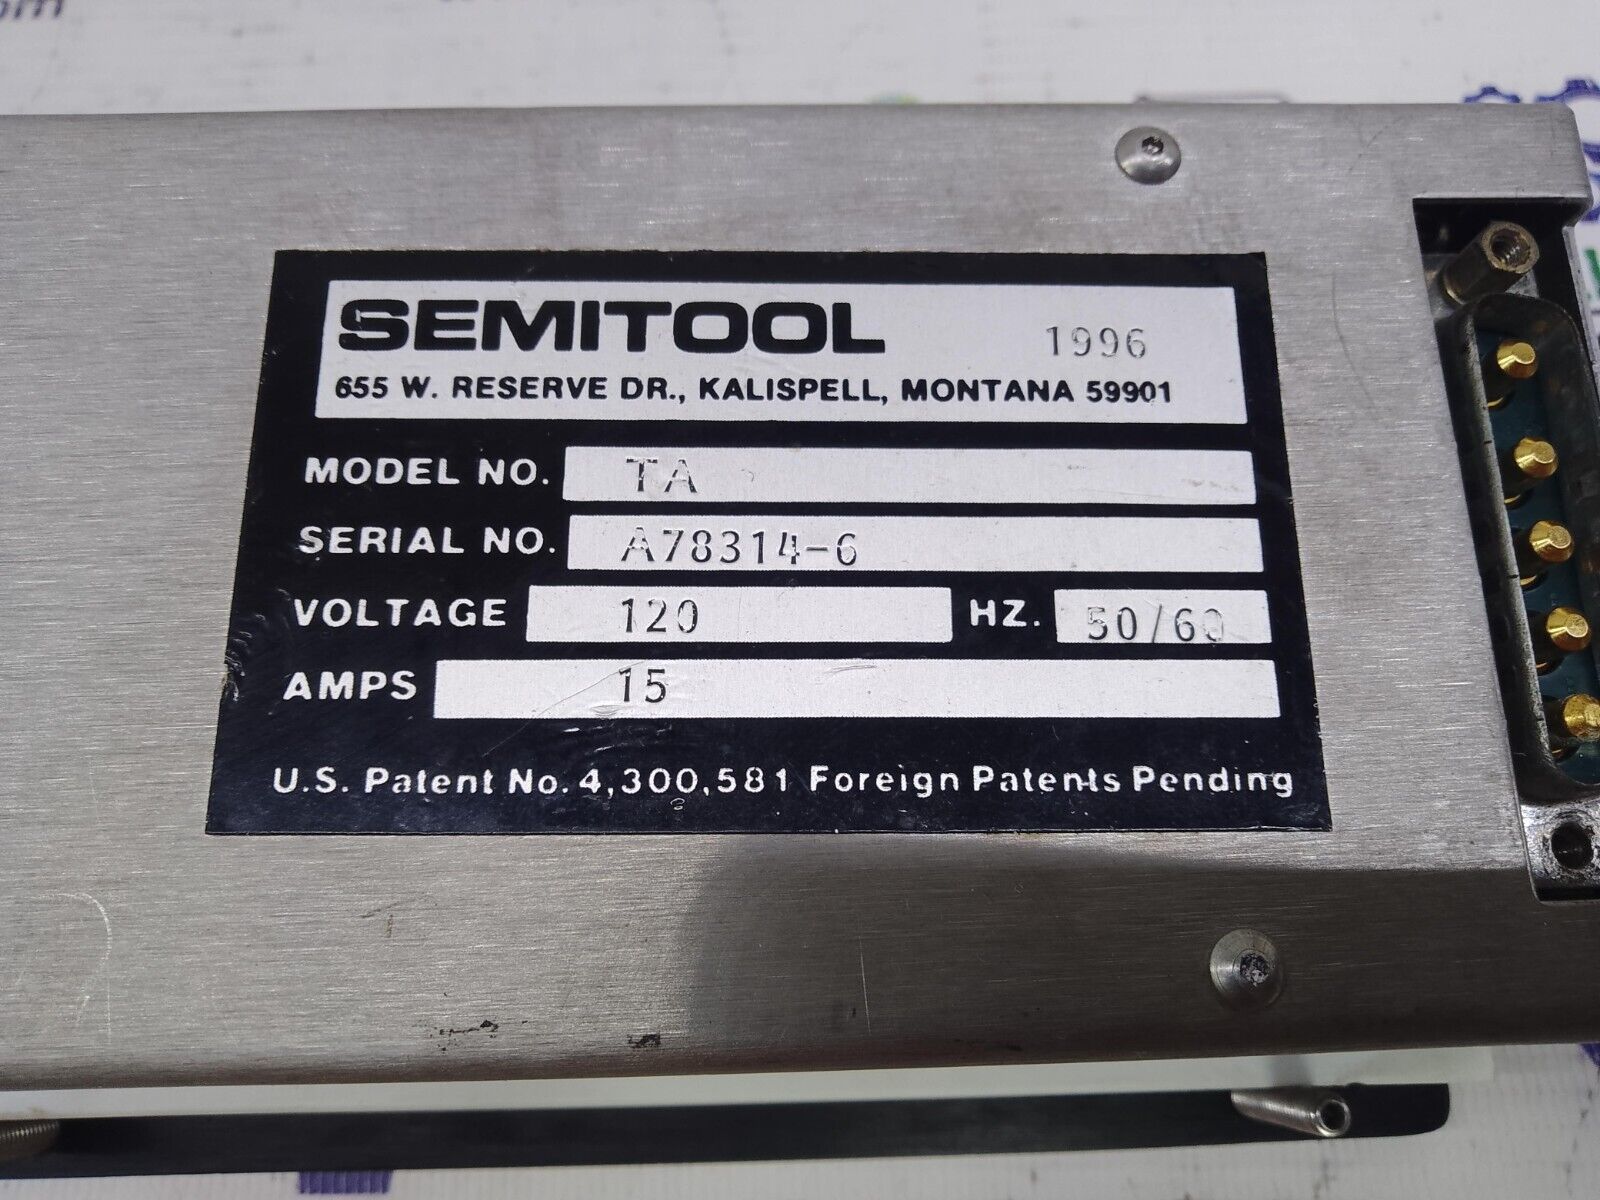 om
SEMITOOL 1996
655 W. RESERVE DR., KALISPELL, MONTANA 59901
MODEL NO. TA
SERIAL NO. A78314-6
VOLTAGE 120 HZ. 50/60
AMPS 15
U.S. Patent No. 4,300,581 Foreign Patents Pending